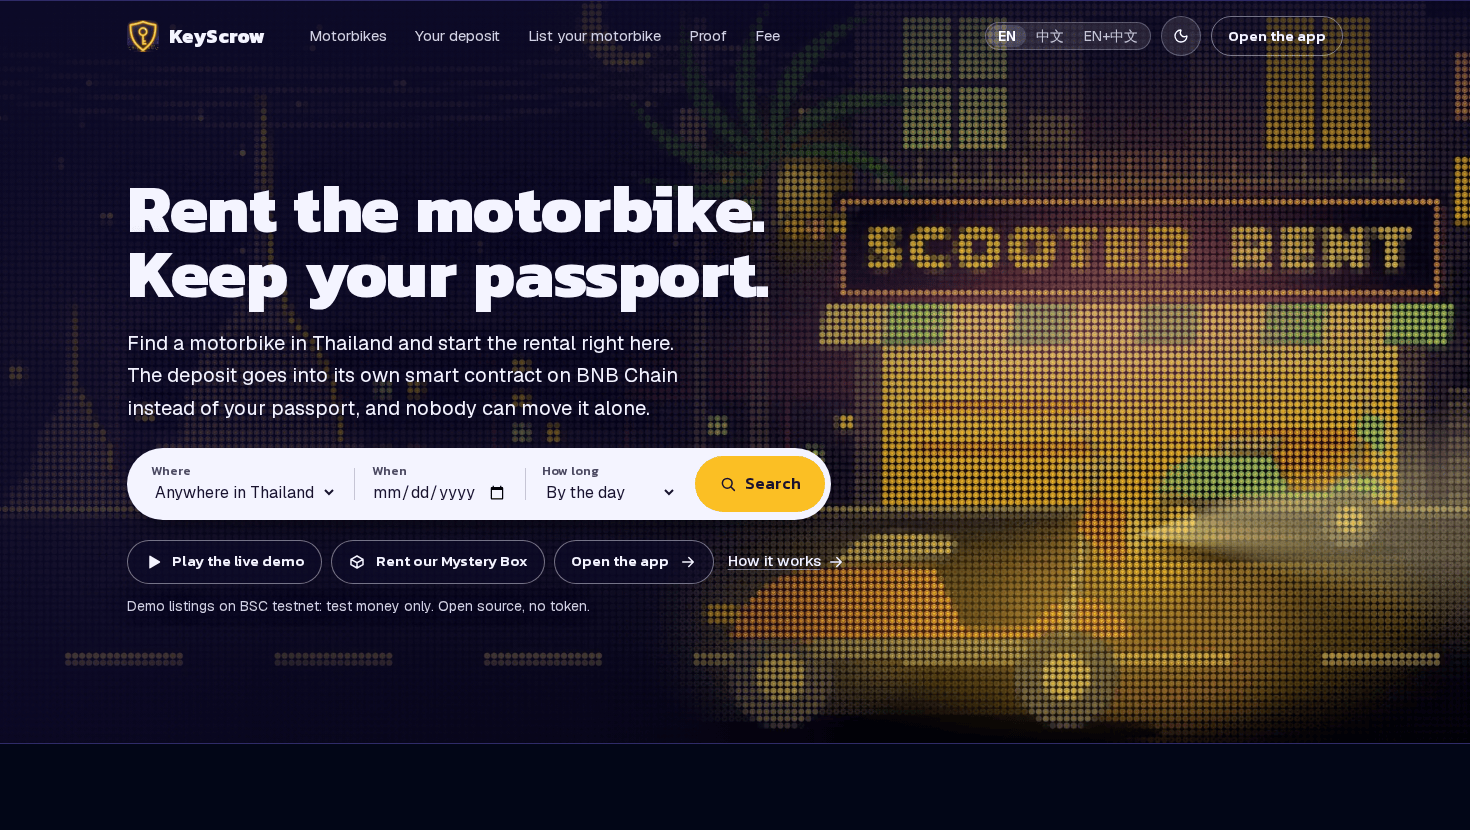 KeyScrow
Motorbikes
Your deposit
List your motorbike
Proof
Fee
EN
中文
EN+中文
Open the app
SCOOTER RENT
Rent the motorbike.
Keep your passport.
Find a motorbike in Thailand and start the rental right here.
The deposit goes into its own smart contract on BNB Chain
instead of your passport, and nobody can move it alone.
Where
Anywhere in Thailand
When
mm/dd/yyyy
How long
By the day
Search
Play the live demo
Rent our Mystery Box
Open the app
How it works
Demo listings on BSC testnet: test money only. Open source, no token.